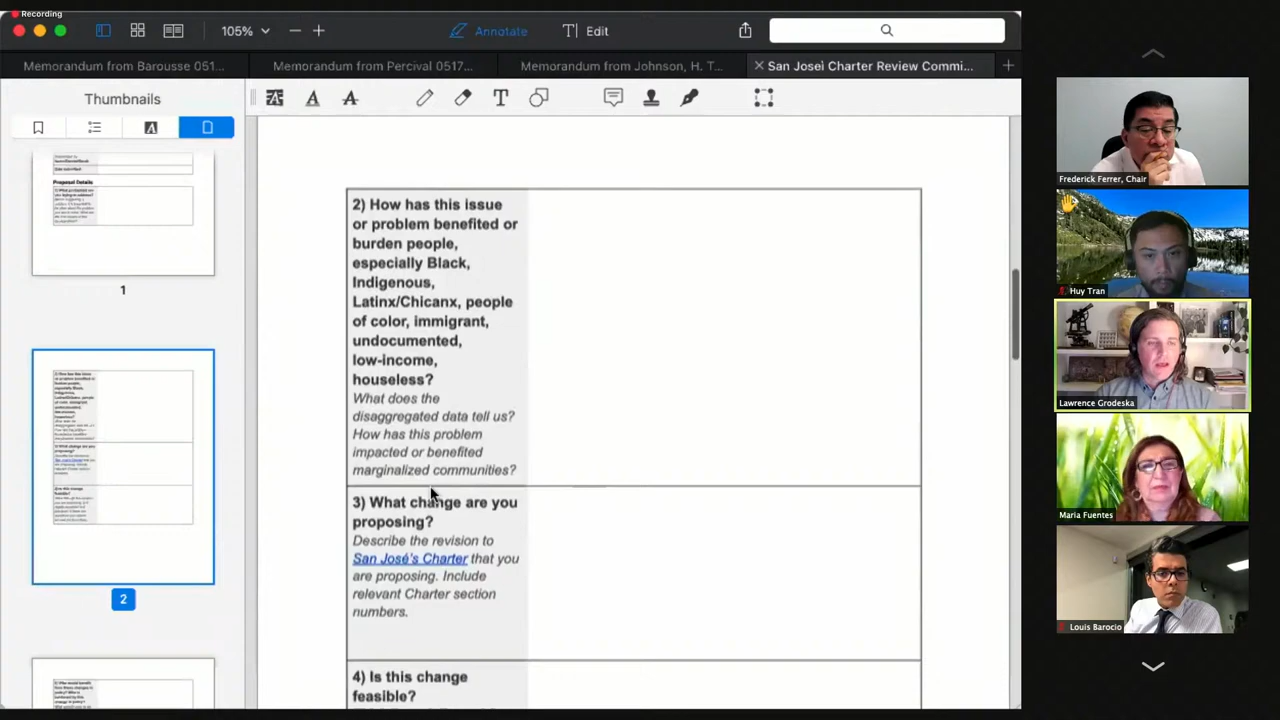 Recording
105%
Annotate
Edit
Memorandum from Barousse 051...
Memorandum from Percival 0517...
Memorandum from Johnson, H. T...
San Joseì Charter Review Commi...
Thumbnails
Proposal Details
1
2
2) How has this issue
or problem benefited or
burden people,
especially Black,
Indigenous,
Latinx/Chicanx, people
of color, immigrant,
undocumented,
low-income,
houseless?
What does the
disaggregated data tell us?
How has this problem
impacted or benefited
marginalized communities?
3) What change are you
proposing?
Describe the revision to
San José's Charter that you
are proposing. Include
relevant Charter section
numbers.
4) Is this change
feasible?
Frederick Ferrer, Chair
Huy Tran
Lawrence Grodeska
Maria Fuentes
Louis Barocio